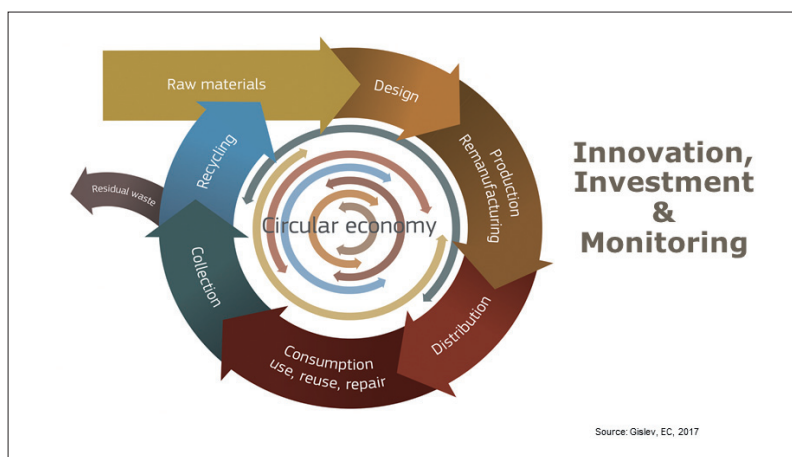 Raw materials
Design
Production
Remanufacturing
Distribution
Consumption
use, reuse, repair
Collection
Recycling
Residual waste
Circular economy
Innovation,
Investment
&
Monitoring
Source: Gislev, EC, 2017